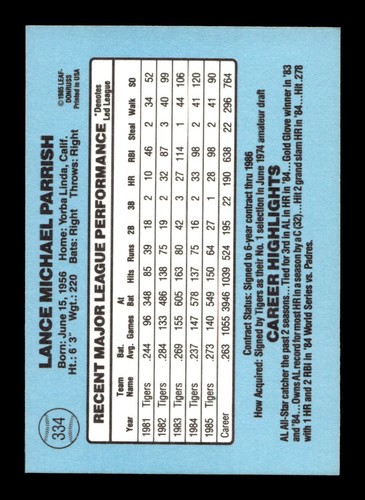 334
LANCE MICHAEL PARRISH
Born: June 15, 1956 Home: Yorba Linda, Calif.
Ht.: 6' 3" Wgt.: 220 Bats: Right Throws: Right
©1985 LEAF-
DONRUSS
Printed in USA
RECENT MAJOR LEAGUE PERFORMANCE *Denotes
Led League
Team Bat. At
Year Name Avg. Games Bat Hits Runs 2B 3B HR RBI Steal Walk SO
1981 Tigers .244 96 348 85 39 18 2 10 46 2 34 52
1982 Tigers .284 133 486 138 75 19 2 32 87 3 40 99
1983 Tigers .269 155 605 163 80 42 3 27 114 1 44 106
1984 Tigers .237 147 578 137 75 16 2 33 98 2 41 120
1985 Tigers .273 140 549 150 64 27 1 28 98 2 41 90
Career .263 1055 3946 1039 524 195 22 190 638 22 296 764
Contract Status: Signed to 6-year contract thru 1986
How Acquired: Signed by Tigers as their No. 1 selection in June 1974 amateur draft
CAREER HIGHLIGHTS
AL All-Star catcher the past 2 seasons...Tied for 3rd in AL in HR in '84...Gold Glove winner in '83
and '84...Owns AL record for most HR in a season by a C (32)...Hit 2 grand slam HR in '84...Hit .278
with 1 HR and 2 RBI in '84 World Series vs. Padres.